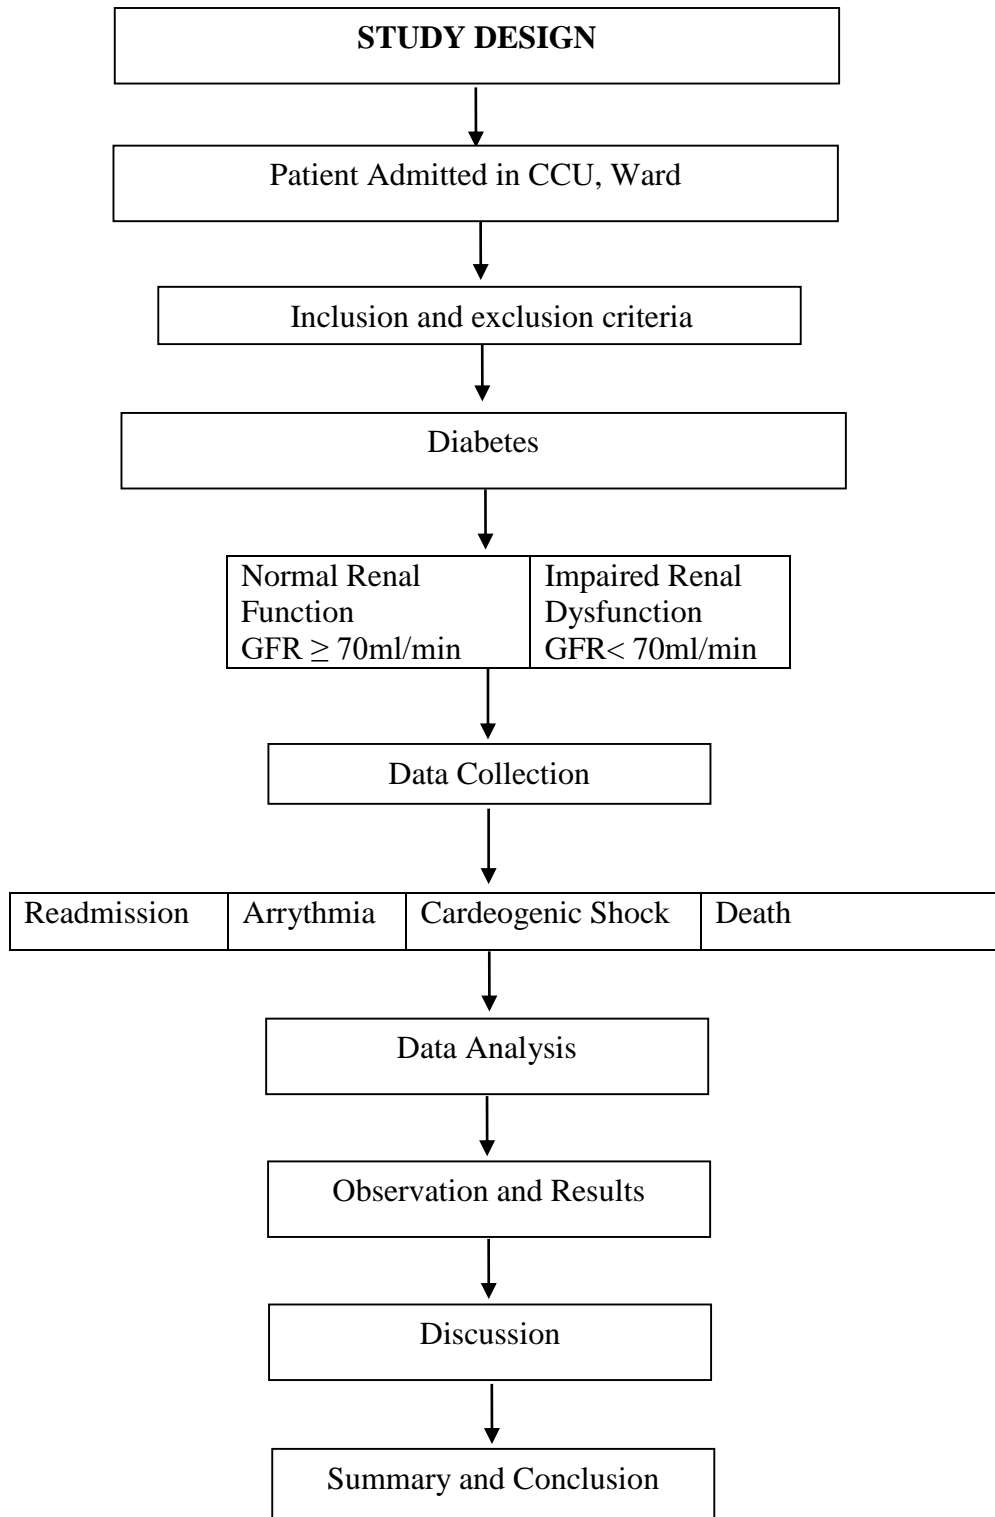 STUDY DESIGN
Patient Admitted in CCU, Ward
Inclusion and exclusion criteria
Diabetes
Normal Renal
Function
GFR ≥ 70ml/min
Impaired Renal
Dysfunction
GFR< 70ml/min
Data Collection
Readmission
Arrythmia
Cardeogenic Shock
Death
Data Analysis
Observation and Results
Discussion
Summary and Conclusion